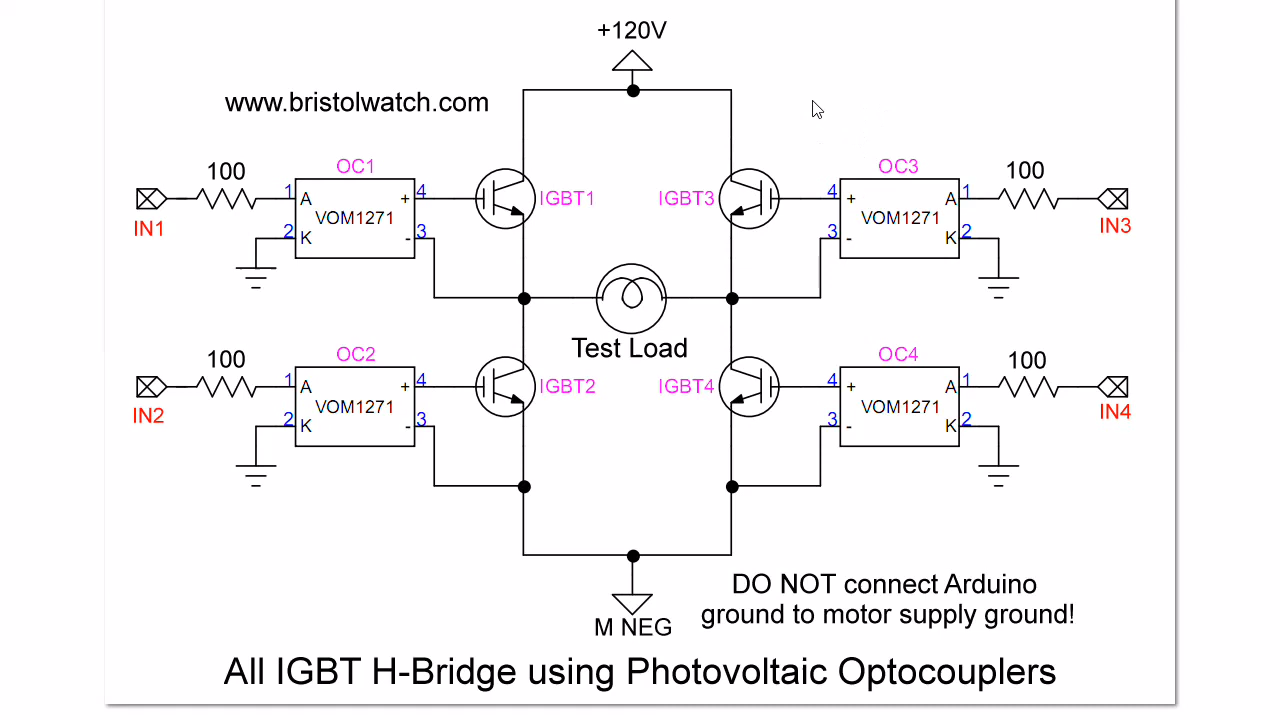 +120V
www.bristolwatch.com
100 OC1 OC3 100
1 A + 4 IGBT1 IGBT3 4 + A 1
VOM1271 VOM1271
IN1 2 K - 3 3 - K 2 IN3
Test Load
100 OC2 OC4 100
1 A + 4 IGBT2 IGBT4 4 + A 1
VOM1271 VOM1271
IN2 2 K - 3 3 - K 2 IN4
DO NOT connect Arduino
ground to motor supply ground!
M NEG
All IGBT H-Bridge using Photovoltaic Optocouplers